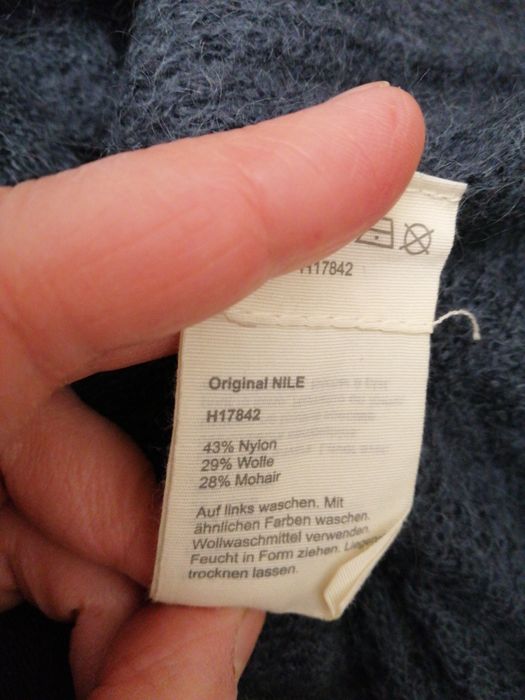 H17842
Original NILE
H17842
43% Nylon
29% Wolle
28% Mohair
Auf links waschen. Mit
ähnlichen Farben waschen.
Wollwaschmittel verwenden.
Feucht in Form ziehen. Liegend
trocknen lassen.